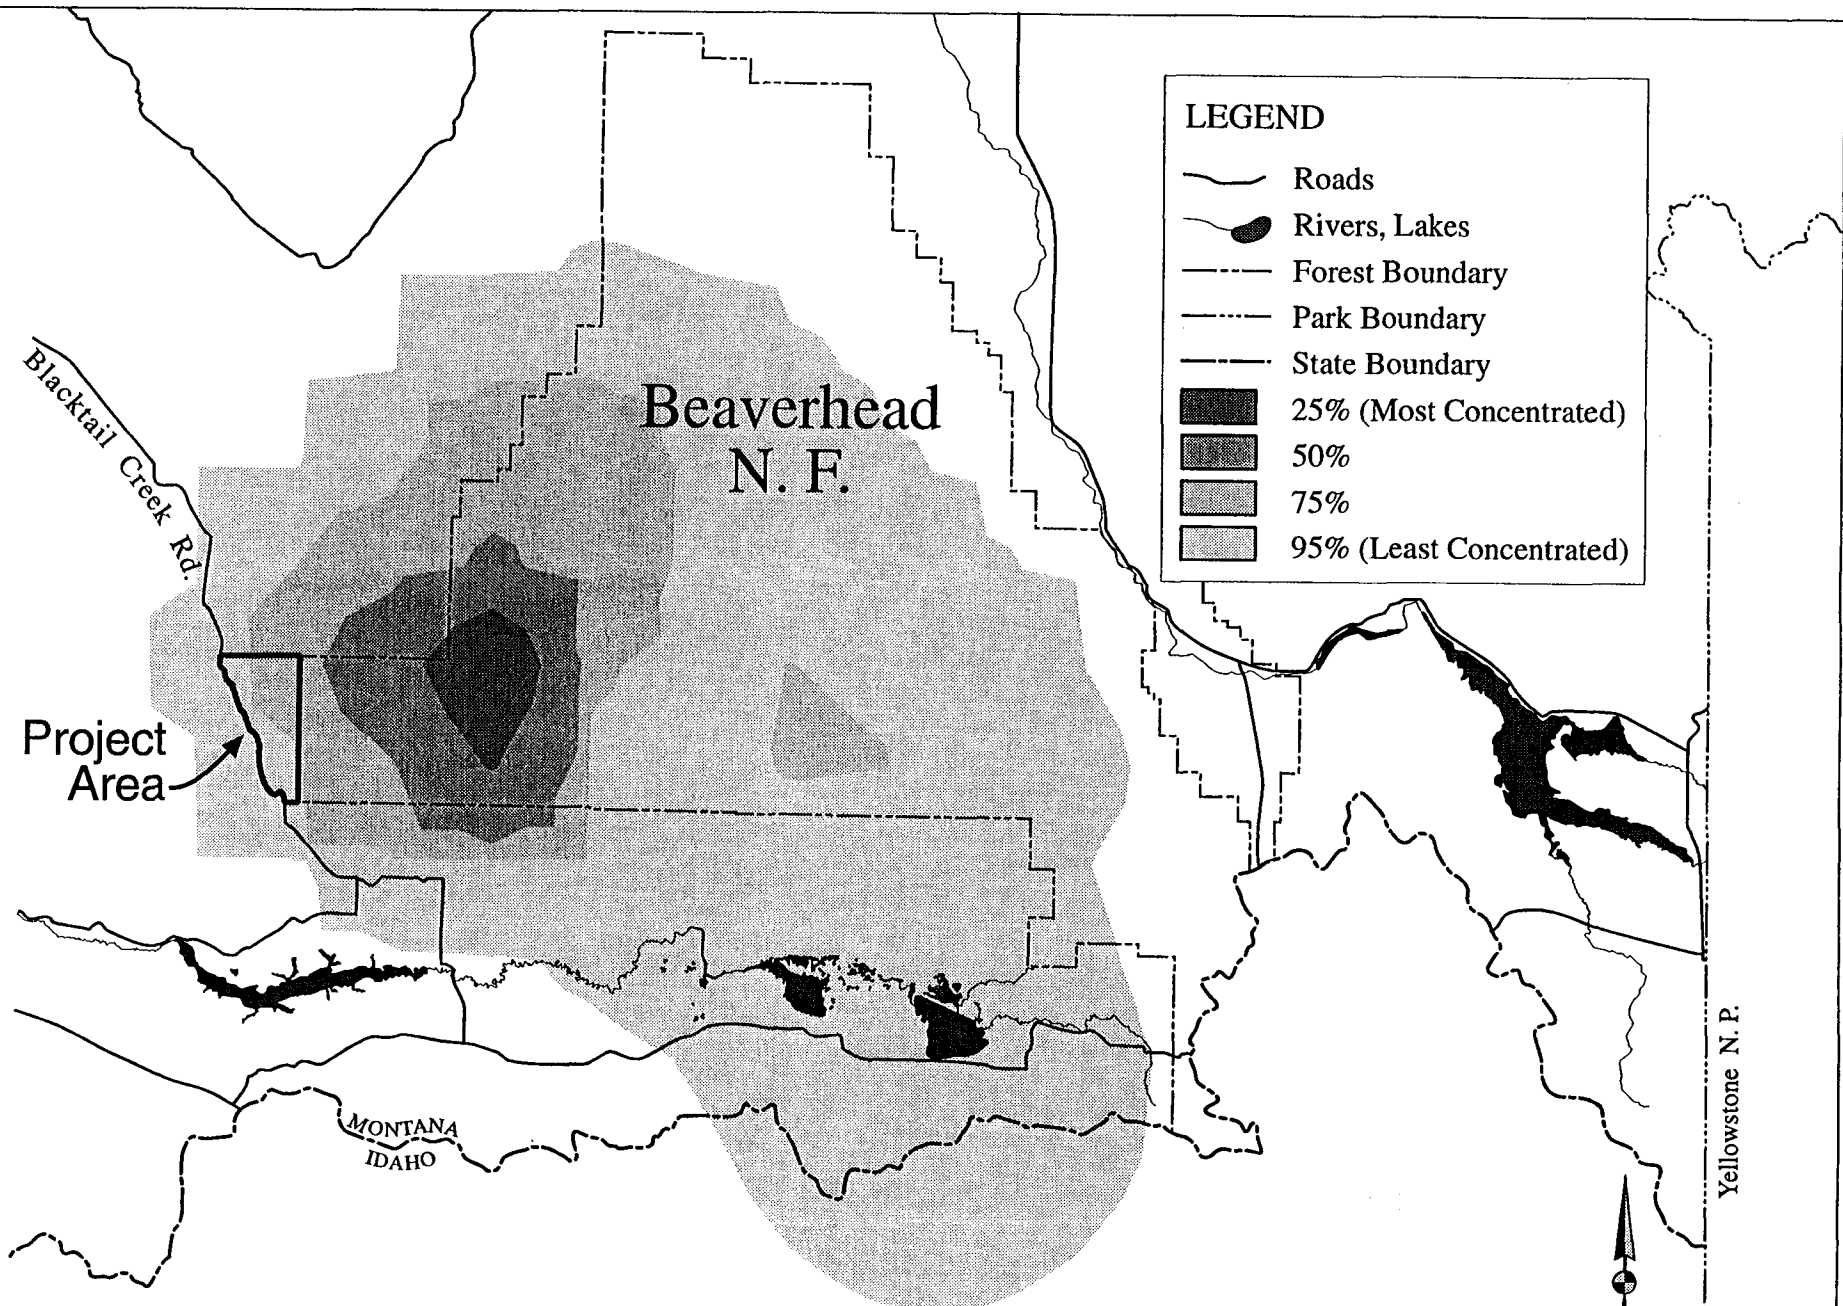 LEGEND
Roads
Rivers, Lakes
Forest Boundary
Park Boundary
State Boundary
25% (Most Concentrated)
50%
75%
95% (Least Concentrated)
Beaverhead
N. F.
Blacktail Creek Rd.
Project
Area
MONTANA
IDAHO
Yellowstone N. P.